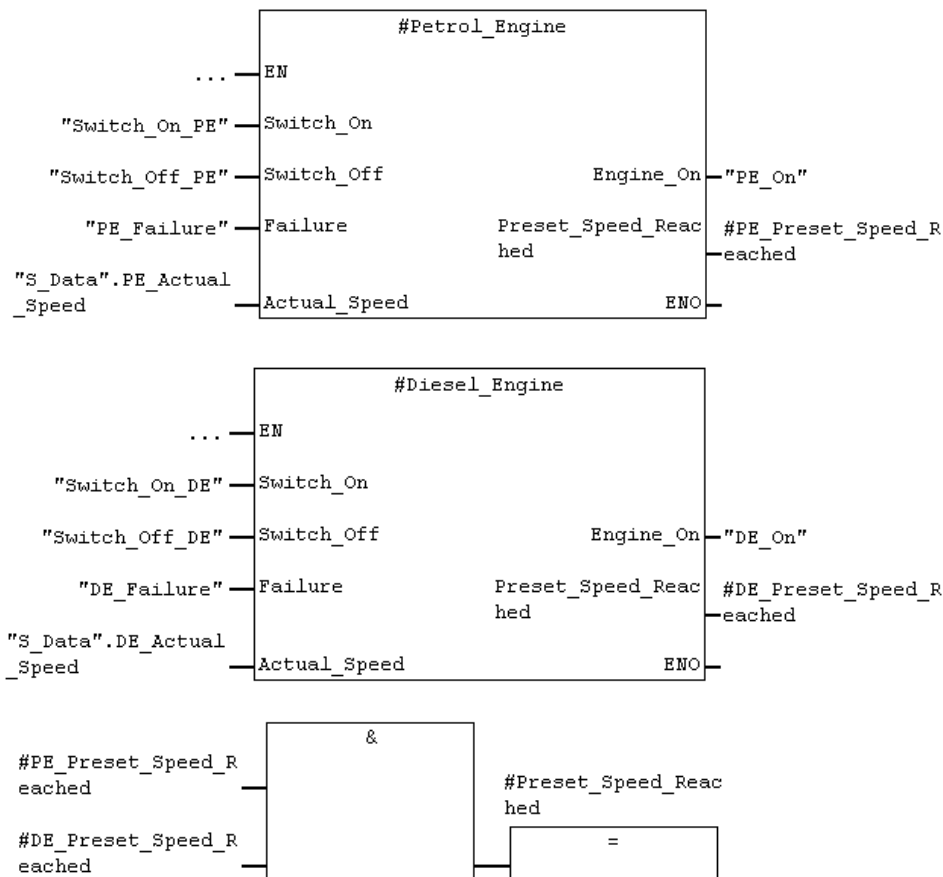 #Petrol_Engine
... EN
"Switch_On_PE" Switch_On
"Switch_Off_PE" Switch_Off Engine_On "PE_On"
"PE_Failure" Failure Preset_Speed_Reac #PE_Preset_Speed_R
hed eached
"S_Data".PE_Actual
_Speed Actual_Speed ENO
#Diesel_Engine
... EN
"Switch_On_DE" Switch_On
"Switch_Off_DE" Switch_Off Engine_On "DE_On"
"DE_Failure" Failure Preset_Speed_Reac #DE_Preset_Speed_R
hed eached
"S_Data".DE_Actual
_Speed Actual_Speed ENO
&
#PE_Preset_Speed_R
eached
#Preset_Speed_Reac
hed
#DE_Preset_Speed_R
eached
=